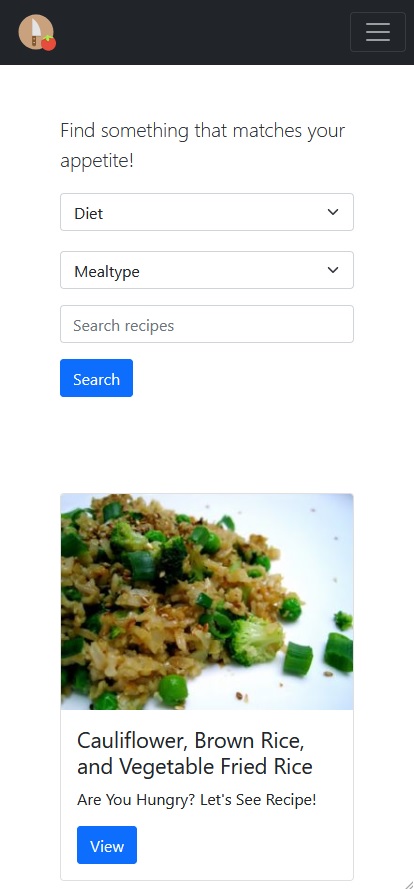 Find something that matches your
appetite!
Diet
Mealtype
Search recipes
Search
Cauliflower, Brown Rice,
and Vegetable Fried Rice
Are You Hungry? Let's See Recipe!
View